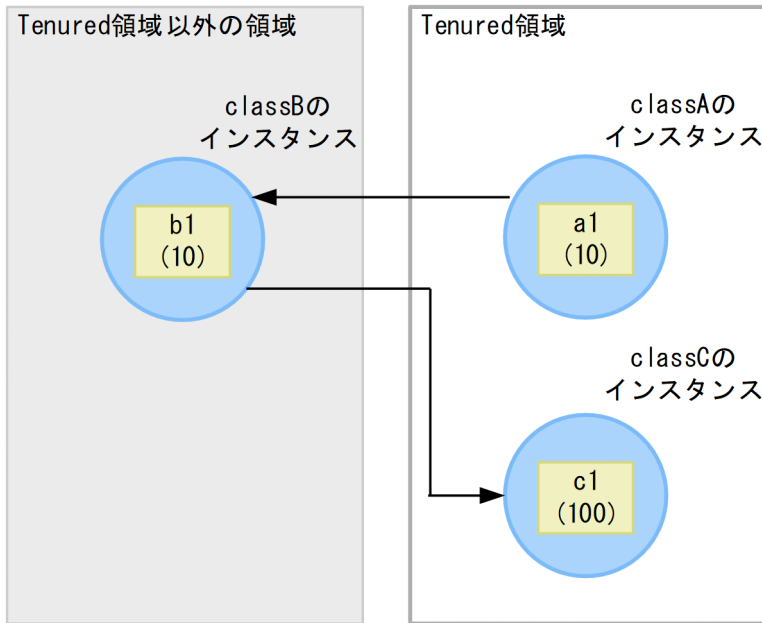 Tenured領域以外の領域
Tenured領域
classBの
インスタンス
classAの
インスタンス
b1
(10)
a1
(10)
classCの
インスタンス
c1
(100)